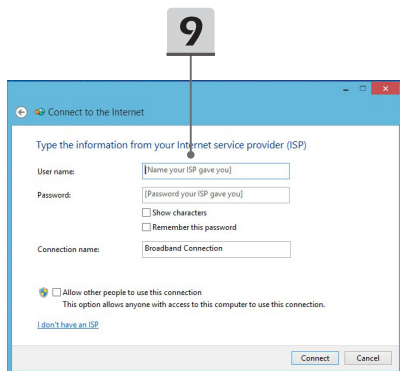 9
Connect to the Internet
Type the information from your Internet service provider (ISP)
User name: [Name your ISP gave you]
Password: [Password your ISP gave you]
Show characters
Remember this password
Connection name: Broadband Connection
Allow other people to use this connection
This option allows anyone with access to this computer to use this connection.
I don't have an ISP
Connect Cancel